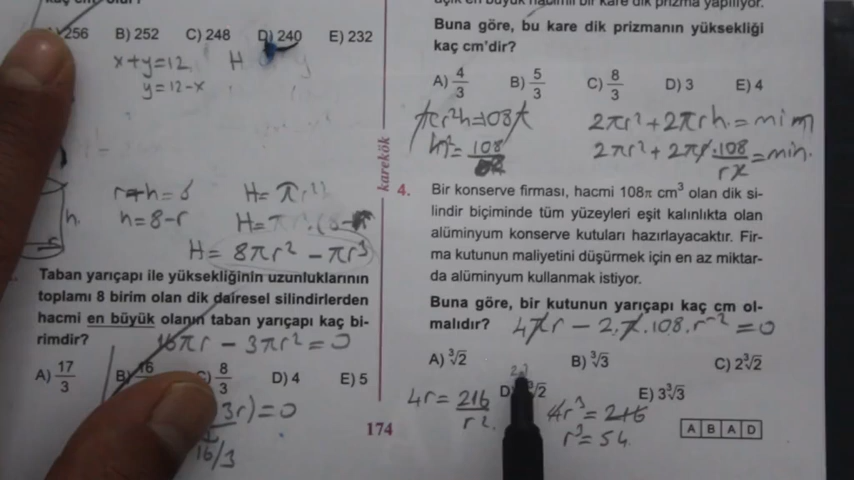 256 B) 252 C) 248 D) 240 E) 232
x+y=12 H
y=12-x
h.
h=8-r
H=8πr² - πr³
Taban yarıçapı ile yüksekliğinin uzunluklarının
toplamı 8 birim olan dik dairesel silindirlerden
hacmi en büyük olanın taban yarıçapı kaç bi-
rimdir?
16πr - 3πr² = 0
A) 17/3 B) 16 C) 8/3 D) 4 E) 5
3r)=0
16/3
karekök
174
Buna göre, bu kare dik prizmanın yüksekliği
kaç cm'dir?
A) 4/3 B) 5/3 C) 8/3 D) 3 E) 4
πr²h=108π 2πr²+2πrh=min
108 2πr²+2πr.108/r²=min.
4. Bir konserve firması, hacmi 108π cm³ olan dik si-
lindir biçiminde tüm yüzeyleri eşit kalınlıkta olan
alüminyum konserve kutuları hazırlayacaktır. Fir-
ma kutunun maliyetini düşürmek için en az miktar-
da alüminyum kullanmak istiyor.
Buna göre, bir kutunun yarıçapı kaç cm ol-
malıdır? 4πr - 2.π.108.r⁻² = 0
A) ³√2 B) ³√3 C) 2³√2
D) ³√2 E) 3³√3
4r=216/r² 4r³=216
r³=54
A B A D